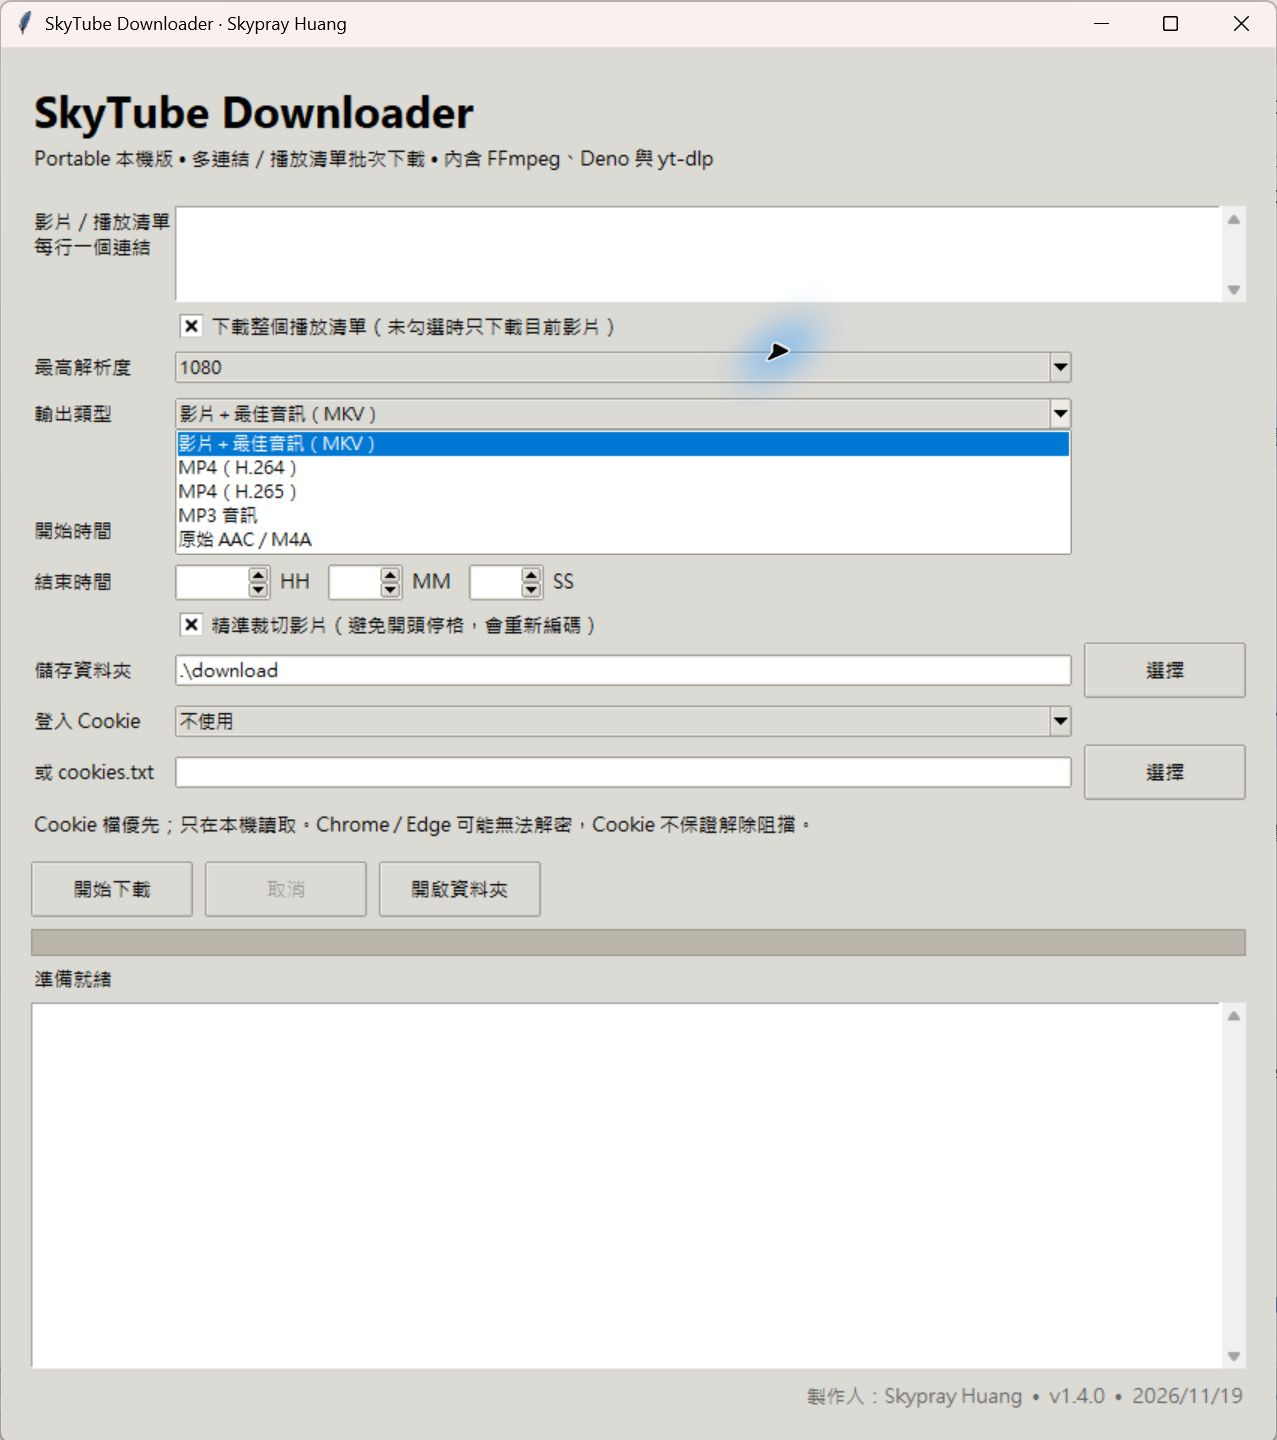 SkyTube Downloader · Skypray Huang
SkyTube Downloader
Portable 本機版 • 多連結 / 播放清單批次下載 • 內含 FFmpeg、Deno 與 yt-dlp
影片 / 播放清單
每行一個連結
下載整個播放清單（未勾選時只下載目前影片）
最高解析度
1080
輸出類型
影片＋最佳音訊（MKV）
影片＋最佳音訊（MKV）
MP4（H.264）
MP4（H.265）
MP3 音訊
原始 AAC / M4A
開始時間
結束時間
HH MM SS
精準裁切影片（避免開頭停格，會重新編碼）
儲存資料夾
.\download
選擇
登入 Cookie
不使用
或 cookies.txt
選擇
Cookie 檔優先；只在本機讀取。Chrome / Edge 可能無法解密，Cookie 不保證解除阻擋。
開始下載 取消 開啟資料夾
準備就緒
製作人：Skypray Huang • v1.4.0 • 2026/11/19